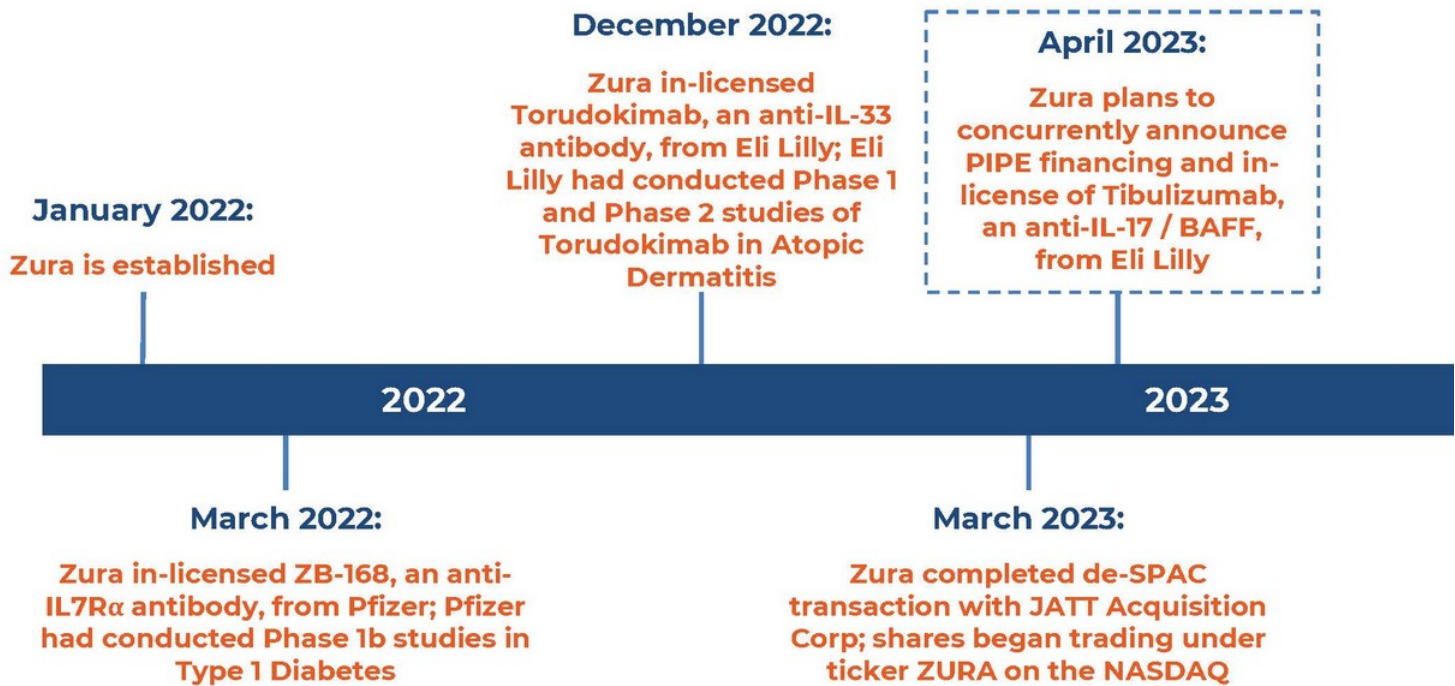 January 2022:
Zura is established
December 2022:
Zura in-licensed
Torudokimab, an anti-IL-33
antibody, from Eli Lilly; Eli
Lilly had conducted Phase 1
and Phase 2 studies of
Torudokimab in Atopic
Dermatitis
April 2023:
Zura plans to
concurrently announce
PIPE financing and in-
license of Tibulizumab,
an anti-IL-17 / BAFF,
from Eli Lilly
2022
2023
March 2022:
Zura in-licensed ZB-168, an anti-
IL7Rα antibody, from Pfizer; Pfizer
had conducted Phase 1b studies in
Type 1 Diabetes
March 2023:
Zura completed de-SPAC
transaction with JATT Acquisition
Corp; shares began trading under
ticker ZURA on the NASDAQ